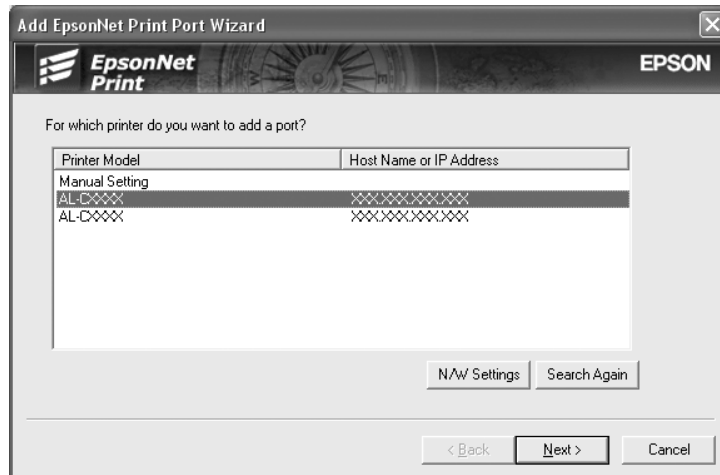 Add EpsonNet Print Port Wizard
EpsonNet
Print
EPSON
For which printer do you want to add a port?
Printer Model Host Name or IP Address
Manual Setting
AL-CXXXX XXX.XXX.XXX.XXX
AL-CXXXX XXX.XXX.XXX.XXX
N/W Settings Search Again
< Back Next > Cancel